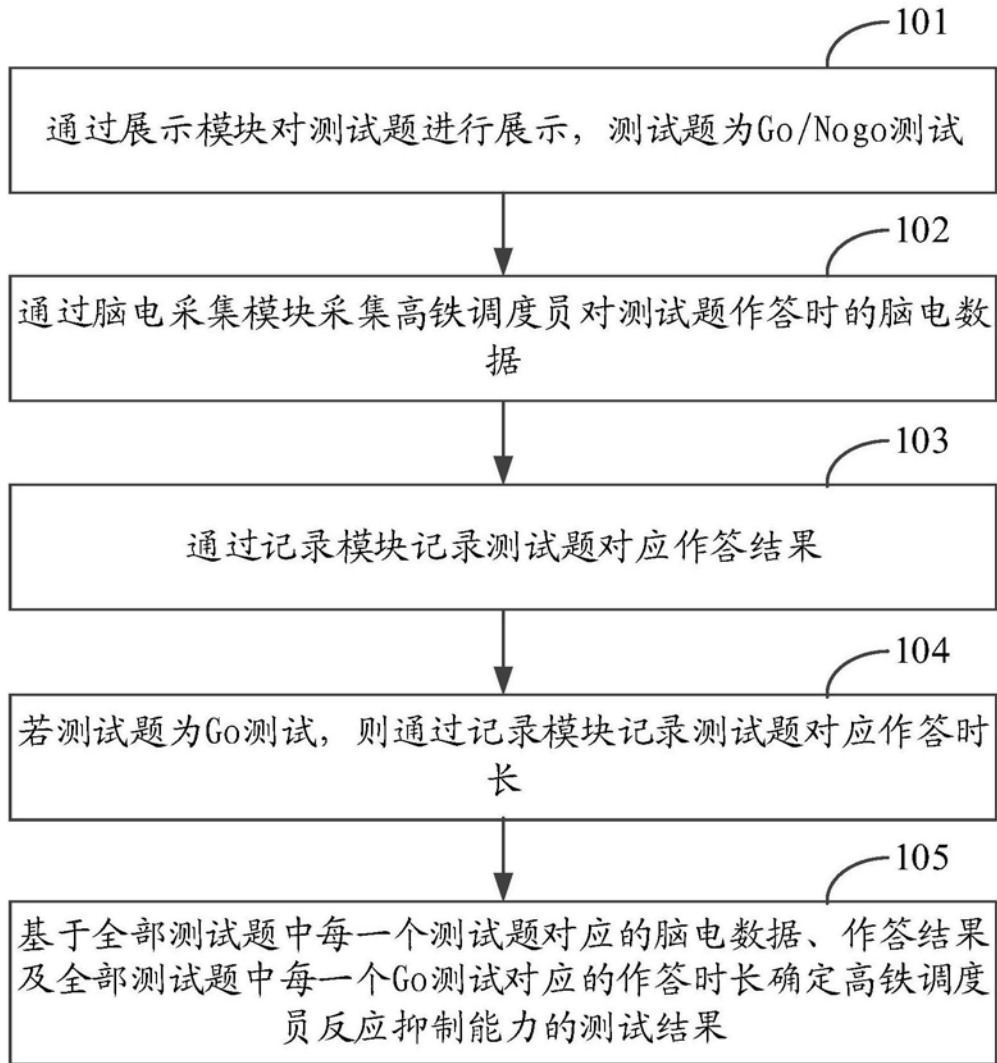 101
通过展示模块对测试题进行展示，测试题为Go/Nogo测试
102
通过脑电采集模块采集高铁调度员对测试题作答时的脑电数
据
103
通过记录模块记录测试题对应作答结果
104
若测试题为Go测试，则通过记录模块记录测试题对应作答时
长
105
基于全部测试题中每一个测试题对应的脑电数据、作答结果
及全部测试题中每一个Go测试对应的作答时长确定高铁调度
员反应抑制能力的测试结果